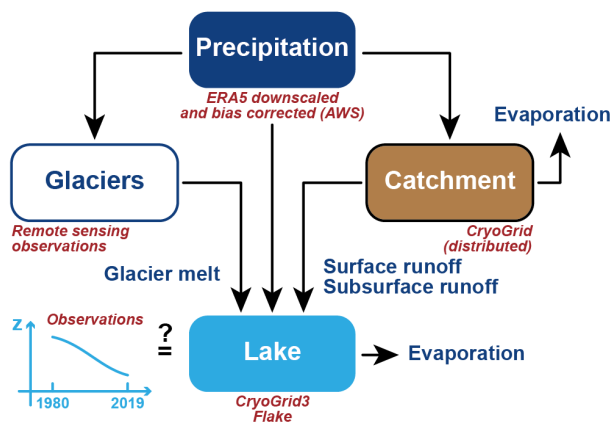 Precipitation
ERA5 downscaled
and bias corrected (AWS)
Evaporation
Glaciers
Catchment
Remote sensing
observations
CryoGrid
(distributed)
Glacier melt
Surface runoff
Subsurface runoff
z
Observations
?
=
Lake
Evaporation
1980
2019
CryoGrid3
Flake